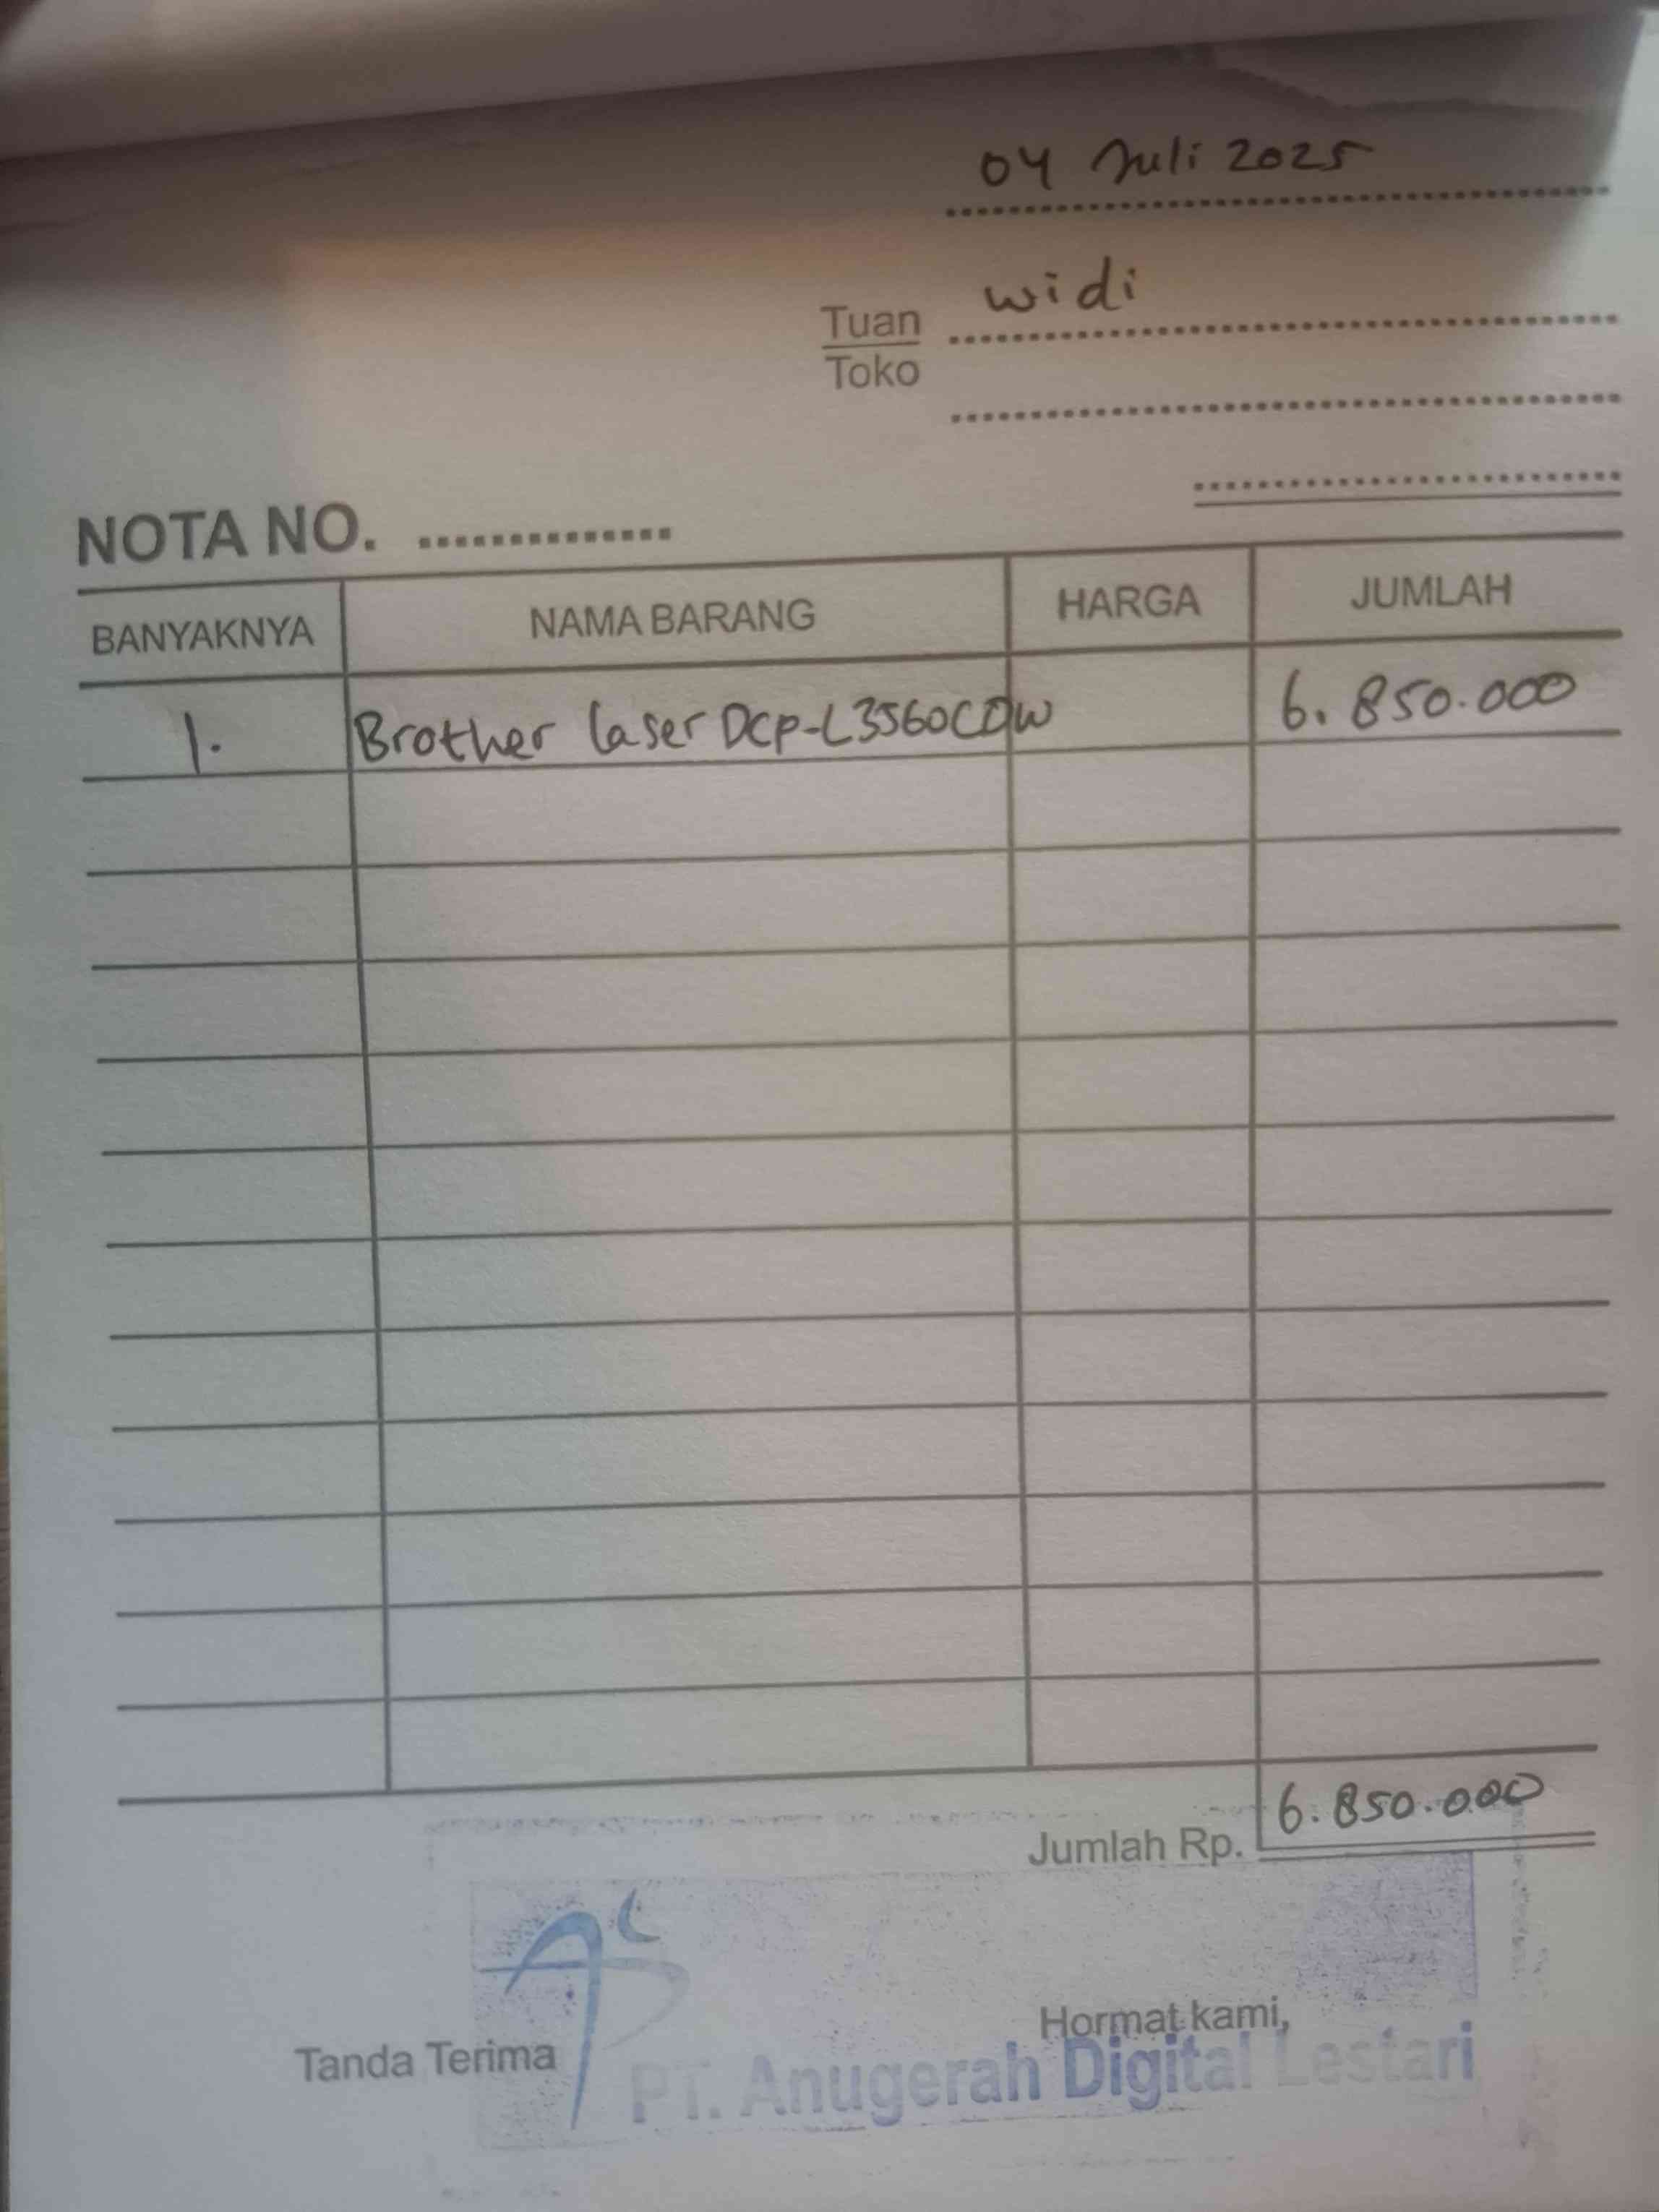 04 Juli 2025
Tuan widi
Toko
NOTA NO.
BANYAKNYA NAMA BARANG HARGA JUMLAH
1. Brother laser DCP-L3560CDW 6.850.000
Jumlah Rp. 6.850.000
Tanda Terima Hormat kami,
PT. Anugerah Digital Lestari